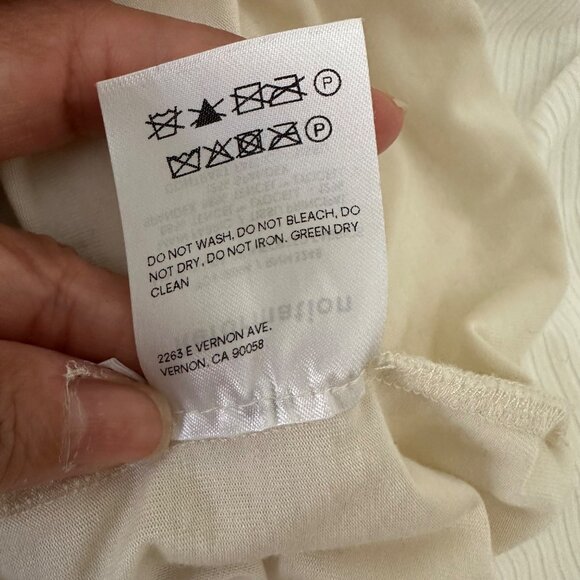 P
P
DO NOT WASH, DO NOT BLEACH, DO
NOT DRY, DO NOT IRON. GREEN DRY
CLEAN
2263 E VERNON AVE.
VERNON, CA 90058